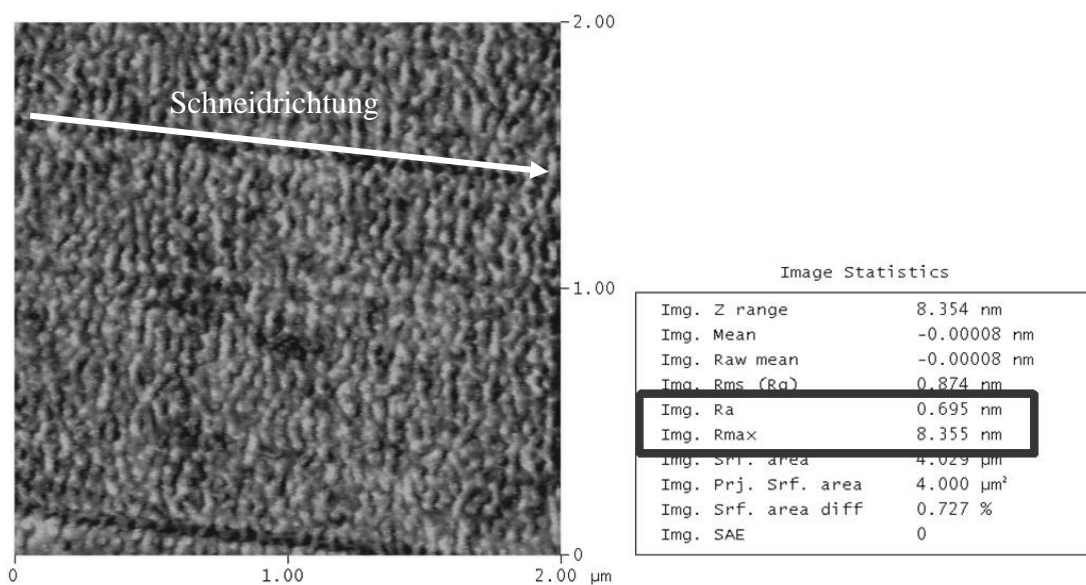 Schneidrichtung
2.00
1.00
0
0
1.00
2.00 µm
Image Statistics
Img. Z range 8.354 nm
Img. Mean -0.00008 nm
Img. Raw mean -0.00008 nm
Img. Rms (Rq) 0.874 nm
Img. Ra 0.695 nm
Img. Rmax 8.355 nm
Img. Srf. area 4.029 µm²
Img. Prj. Srf. area 4.000 µm²
Img. Srf. area diff 0.727 %
Img. SAE 0